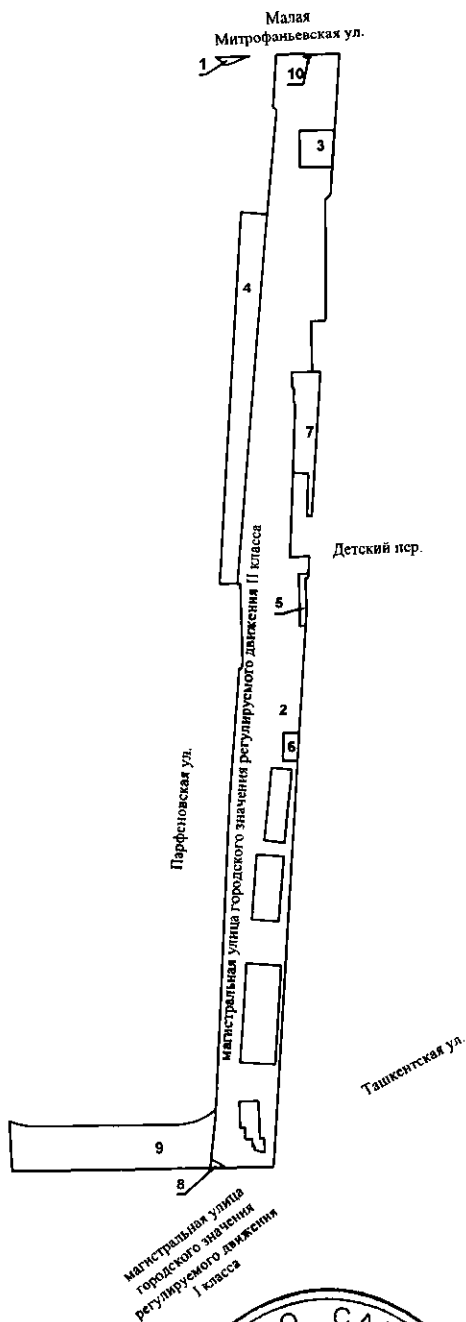 Малая
Митрофаньевская ул.
1
10
3
4
7
Детский пер.
5
магистральная улица городского значения регулируемого движения II класса
2
6
Парфеновская ул.
Ташкентская ул.
9
8
магистральная улица
городского значения
регулируемого движения
I класса